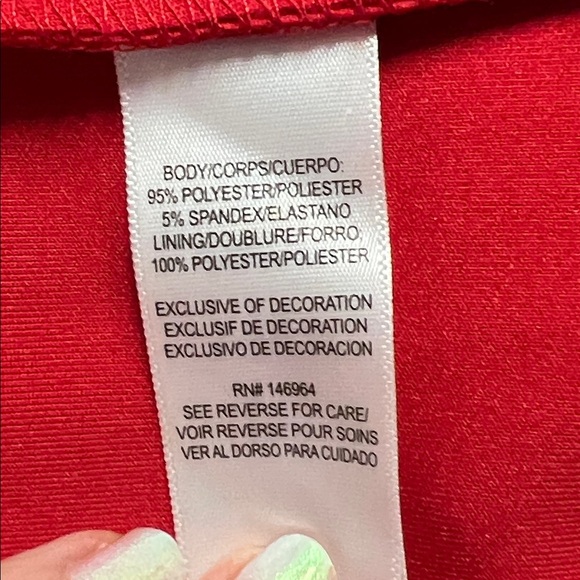 BODY/CORPS/CUERPO:
95% POLYESTER/POLIESTER
5% SPANDEX/ELASTANO
LINING/DOUBLURE/FORRO:
100% POLYESTER/POLIESTER
EXCLUSIVE OF DECORATION
EXCLUSIF DE DECORATION
EXCLUSIVO DE DECORACION
RN# 146964
SEE REVERSE FOR CARE/
VOIR REVERSE POUR SOINS
VER AL DORSO PARA CUIDADO